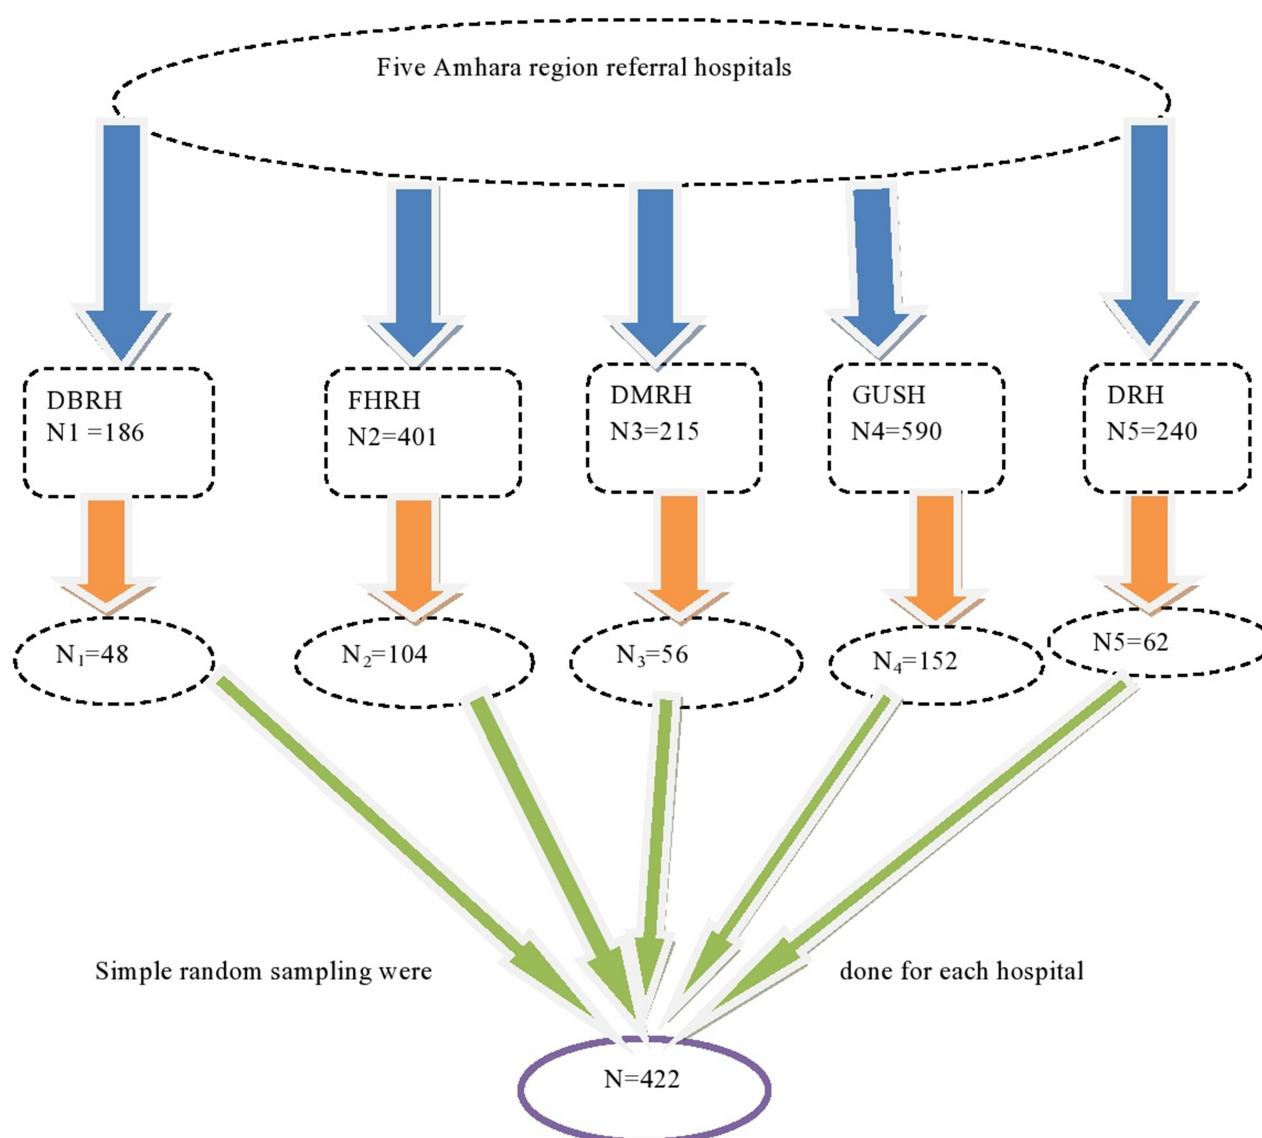 Five Amhara region referral hospitals
DBRH
N1 =186
FHRH
N2=401
DMRH
N3=215
GUSH
N4=590
DRH
N5=240
N₁=48
N₂=104
N₃=56
N₄=152
N5=62
Simple random sampling were
done for each hospital
N=422